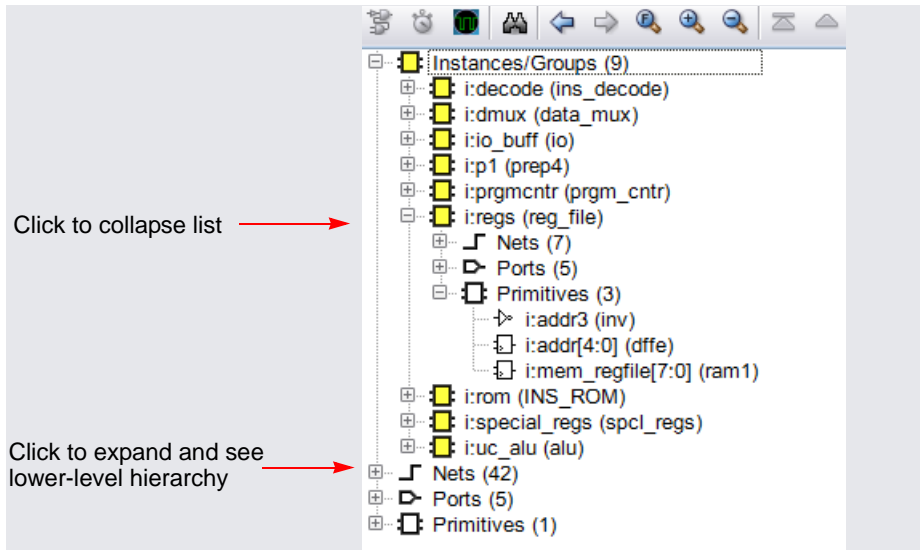 Instances/Groups (9)
i:decode (ins_decode)
i:dmux (data_mux)
i:io_buff (io)
i:p1 (prep4)
i:prgmcntr (prgm_cntr)
Click to collapse list
i:regs (reg_file)
Nets (7)
Ports (5)
Primitives (3)
i:addr3 (inv)
i:addr[4:0] (dffe)
i:mem_regfile[7:0] (ram1)
i:rom (INS_ROM)
i:special_regs (spcl_regs)
i:uc_alu (alu)
Click to expand and see
lower-level hierarchy
Nets (42)
Ports (5)
Primitives (1)